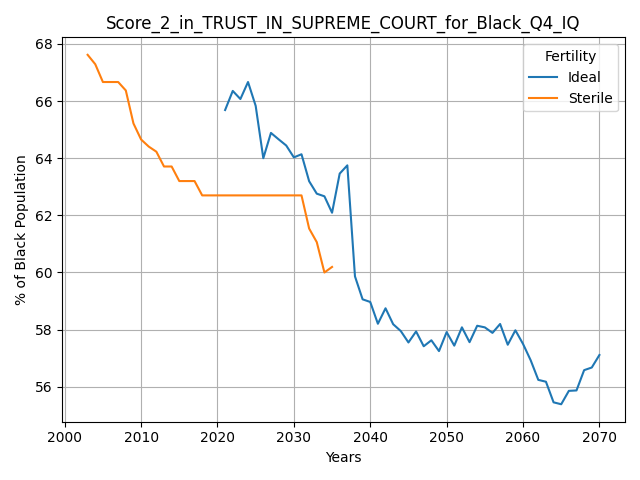 Score_2_in_TRUST_IN_SUPREME_COURT_for_Black_Q4_IQ
Fertility
Ideal
Sterile
% of Black Population
68
66
64
62
60
58
56
2000 2010 2020 2030 2040 2050 2060 2070
Years